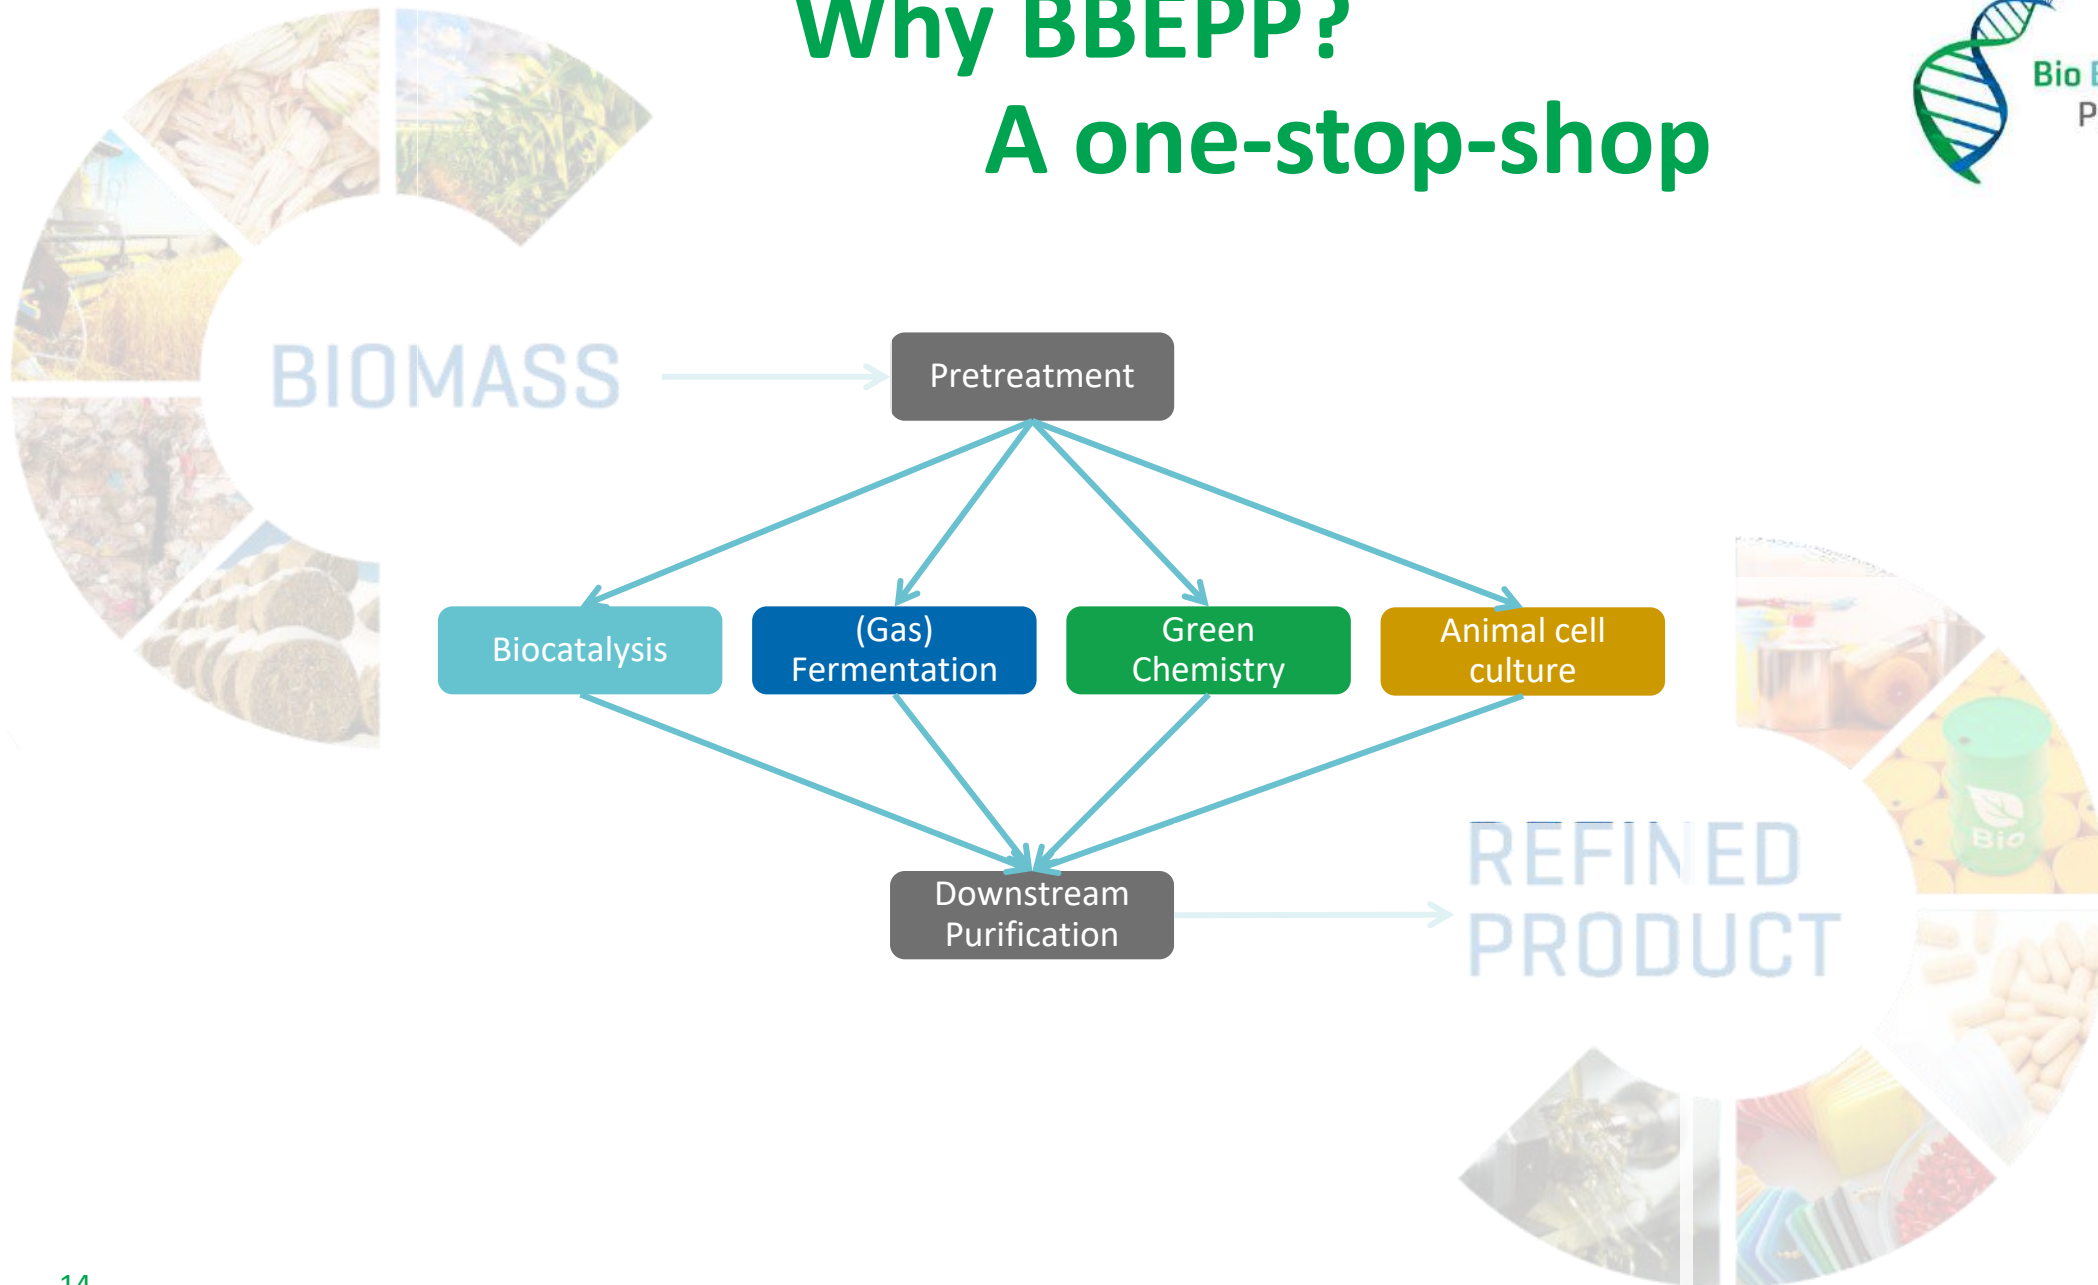 Why BBEPP?
A one-stop-shop
Bio
BIOMASS
Pretreatment
Biocatalysis
(Gas)
Fermentation
Green
Chemistry
Animal cell
culture
Bio
REFINED
PRODUCT
Downstream
Purification
14